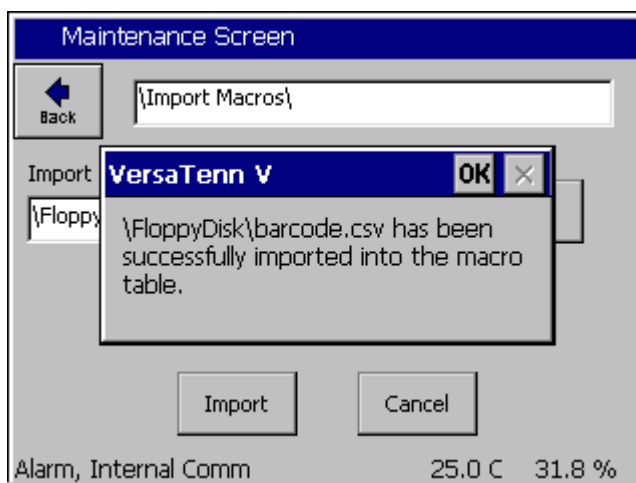 Maintenance Screen
Back
\Import Macros\
Import
\Floppy
VersaTenn V
OK
\FloppyDisk\barcode.csv has been
successfully imported into the macro
table.
Import
Cancel
Alarm, Internal Comm 25.0 C 31.8 %